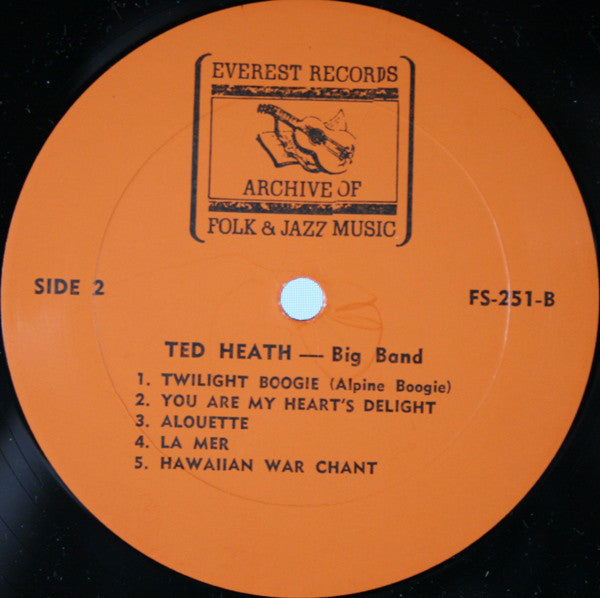 EVEREST RECORDS
ARCHIVE OF
FOLK & JAZZ MUSIC
SIDE 2
FS-251-B
TED HEATH — Big Band
1. TWILIGHT BOOGIE (Alpine Boogie)
2. YOU ARE MY HEART'S DELIGHT
3. ALOUETTE
4. LA MER
5. HAWAIIAN WAR CHANT